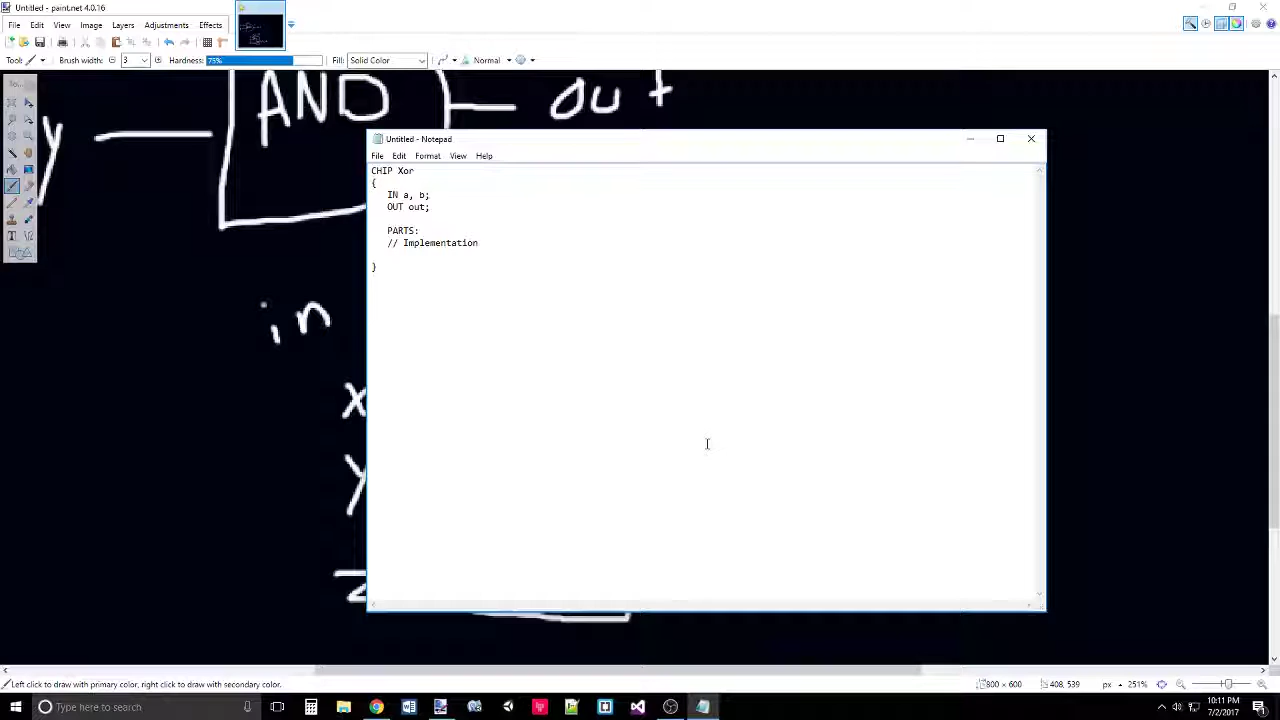 Untitled - paint.net 4.0.16
File Edit View Image Layers Adjustments Effects
Tool: Brush width: 3 Hardness: 75% Fill: Solid Color Normal
AND
out
y
Untitled - Notepad
File Edit Format View Help
CHIP Xor
{
IN a, b;
OUT out;
PARTS:
// Implementation
}
in
x
y
Left click to draw with primary color, right click to draw with secondary color.
800 x 600
408, 539
px
251%
Type here to search
10:11 PM
7/2/2017